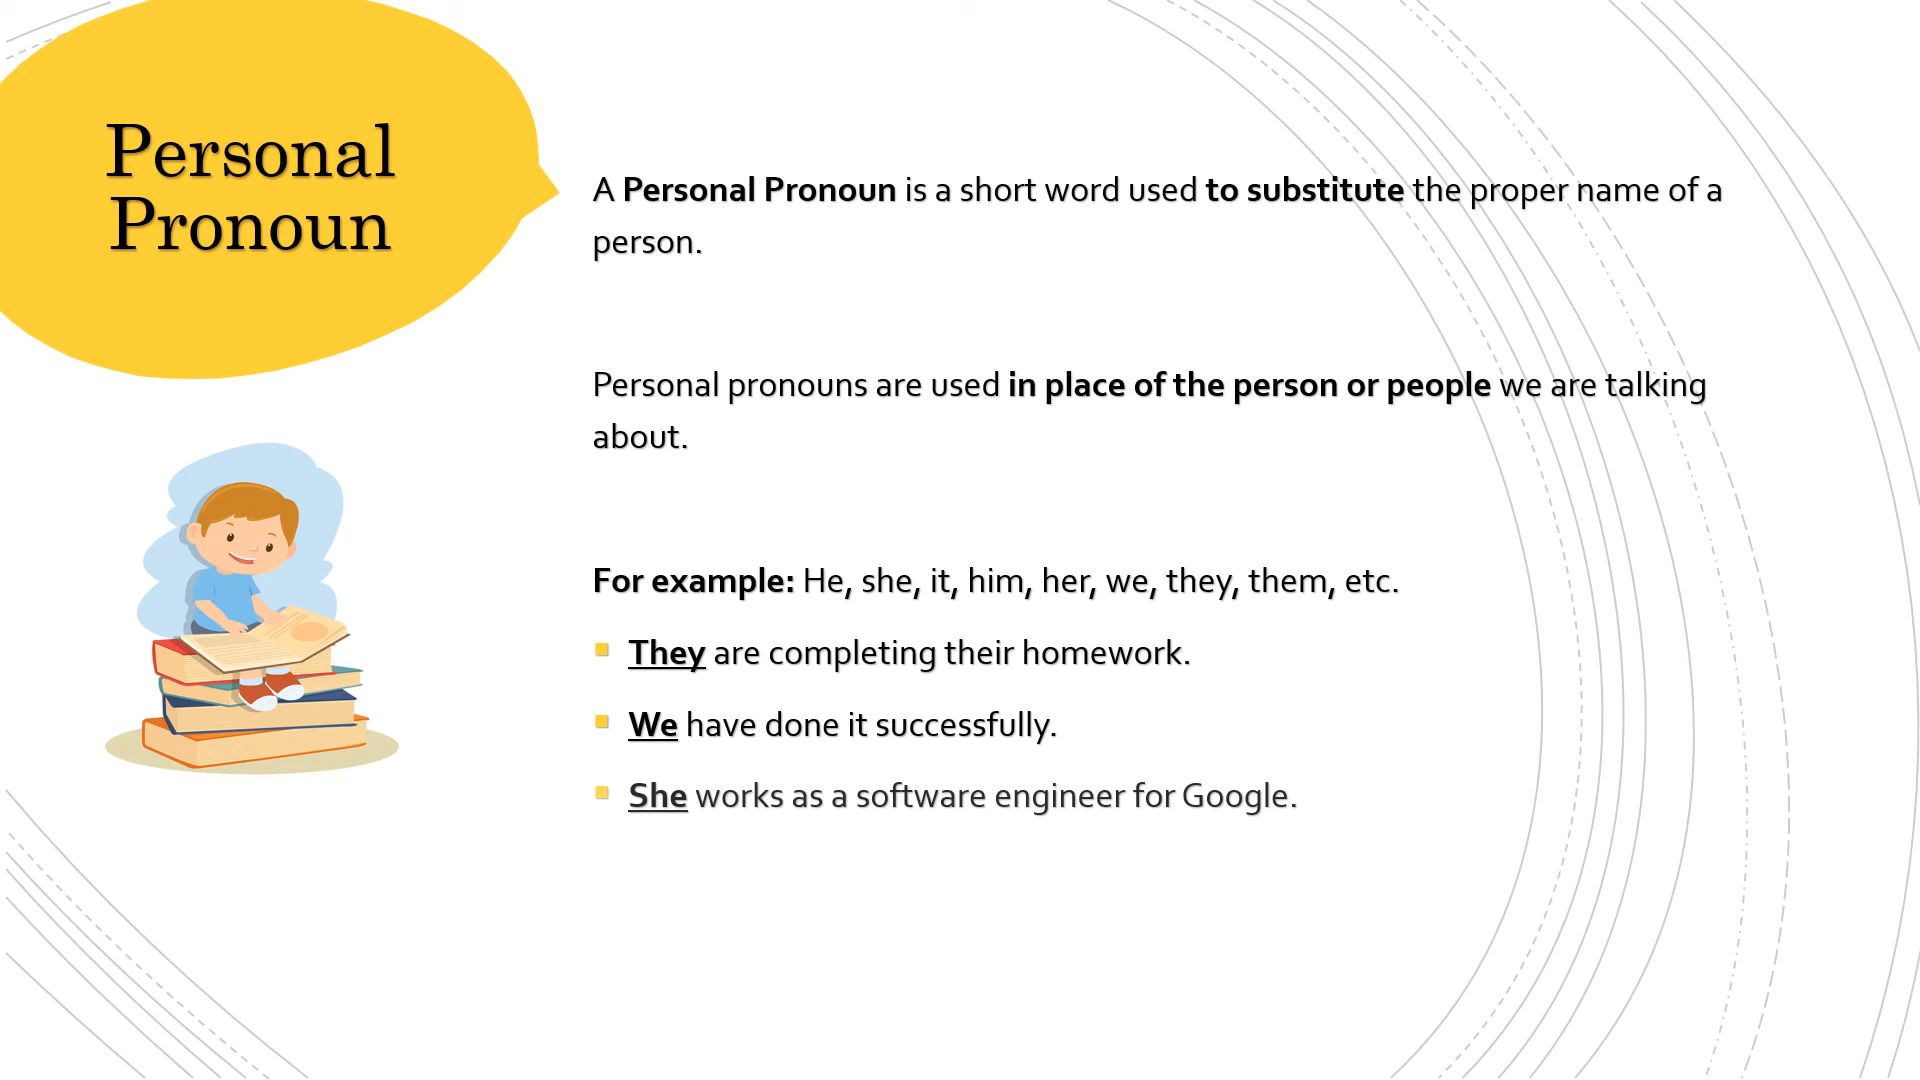 Personal
Pronoun
A Personal Pronoun is a short word used to substitute the proper name of a
person.
Personal pronouns are used in place of the person or people we are talking
about.
For example: He, she, it, him, her, we, they, them, etc.
They are completing their homework.
We have done it successfully.
She works as a software engineer for Google.